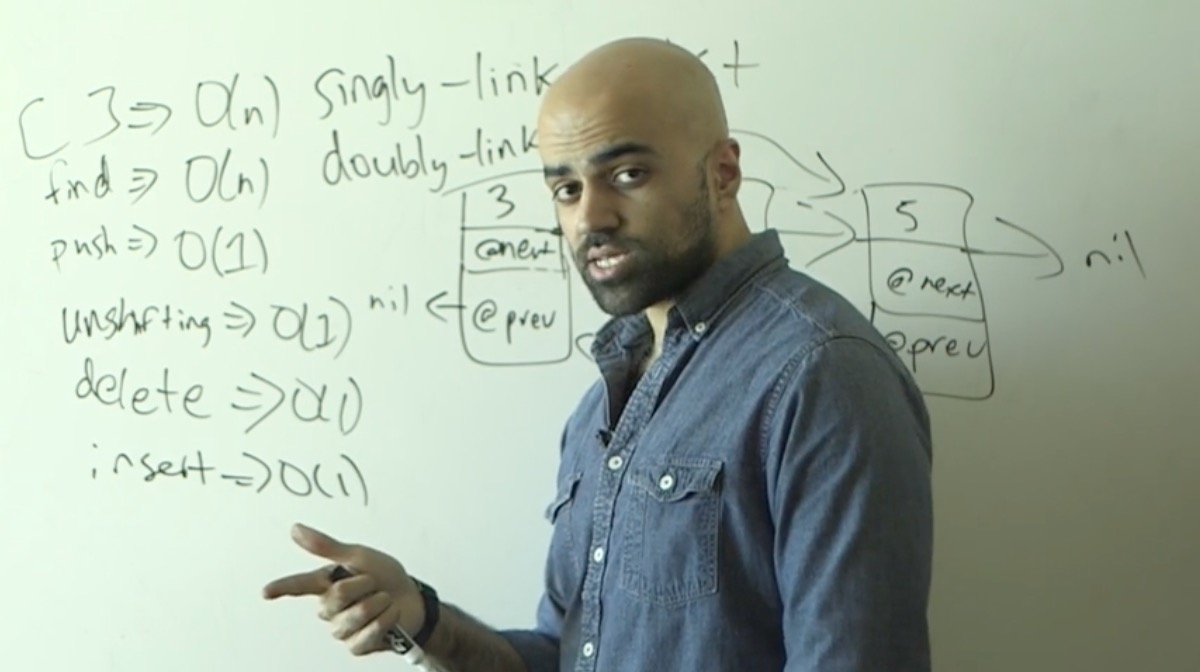 [ ] => O(n)
find => O(n)
push => O(1)
unshifting => O(1)
delete => O(1)
insert => O(1)
singly-link
doubly-link
3
@next
@prev
nil
5
@next
@prev
nil